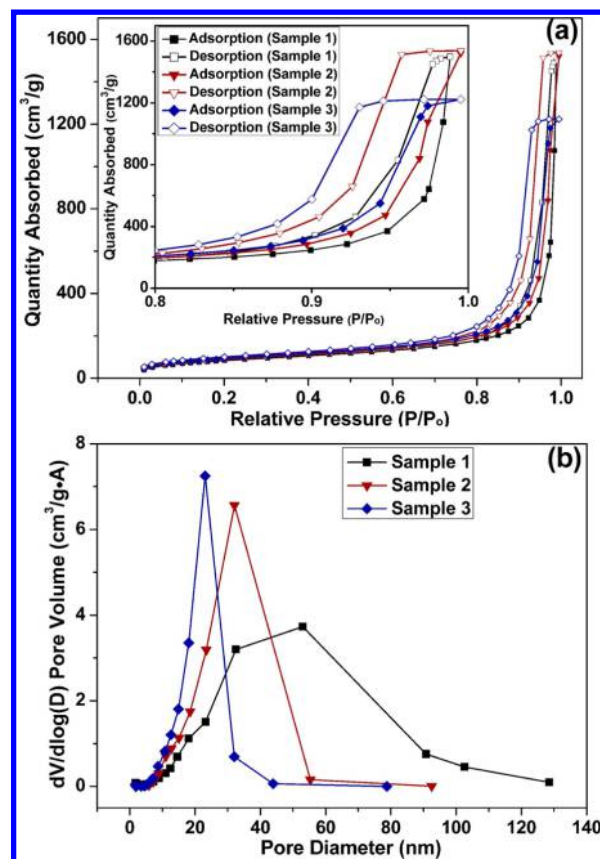 (a)
Quantity Absorbed (cm³/g)
1600
1200
800
400
0
0.0 0.2 0.4 0.6 0.8 1.0
Relative Pressure (P/P₀)
Adsorption (Sample 1)
Desorption (Sample 1)
Adsorption (Sample 2)
Desorption (Sample 2)
Adsorption (Sample 3)
Desorption (Sample 3)
Quantity Absorbed (cm³/g)
1600
1200
800
400
0
0.8 0.9 1.0
Relative Pressure (P/P₀)
(b)
dV/dlog(D) Pore Volume (cm³/g•A)
8
6
4
2
0
0 20 40 60 80 100 120 140
Pore Diameter (nm)
Sample 1
Sample 2
Sample 3